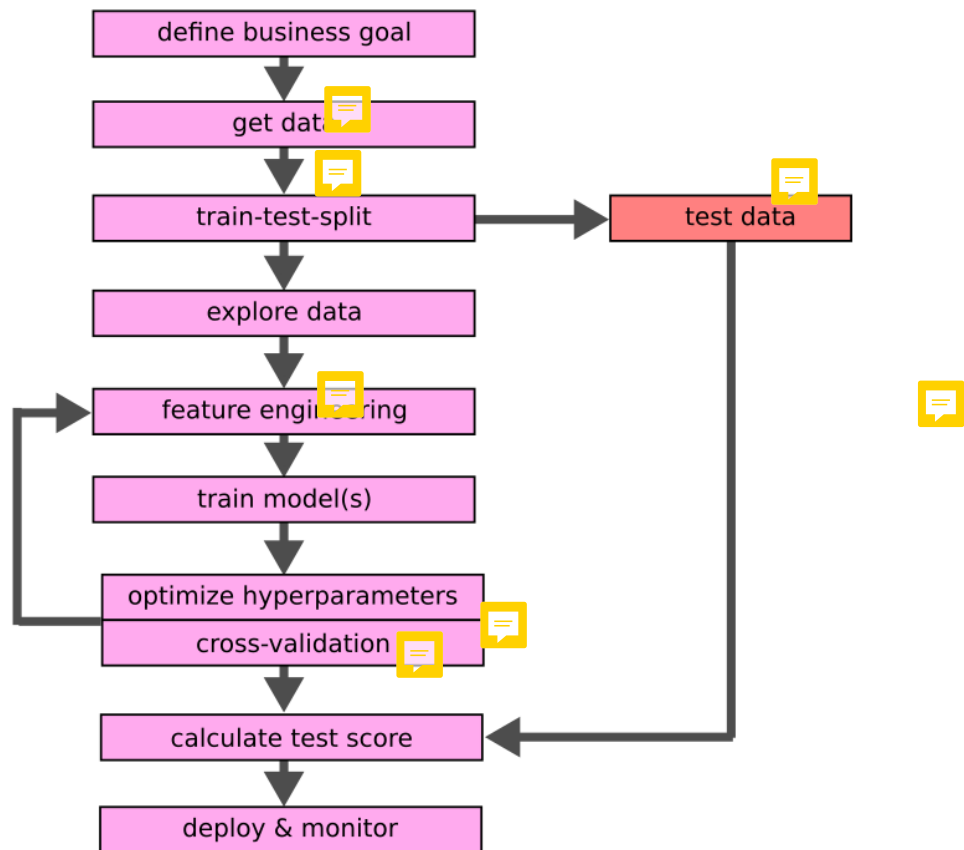 define business goal
get data
train-test-split
test data
explore data
feature engineering
train model(s)
optimize hyperparameters
cross-validation
calculate test score
deploy & monitor